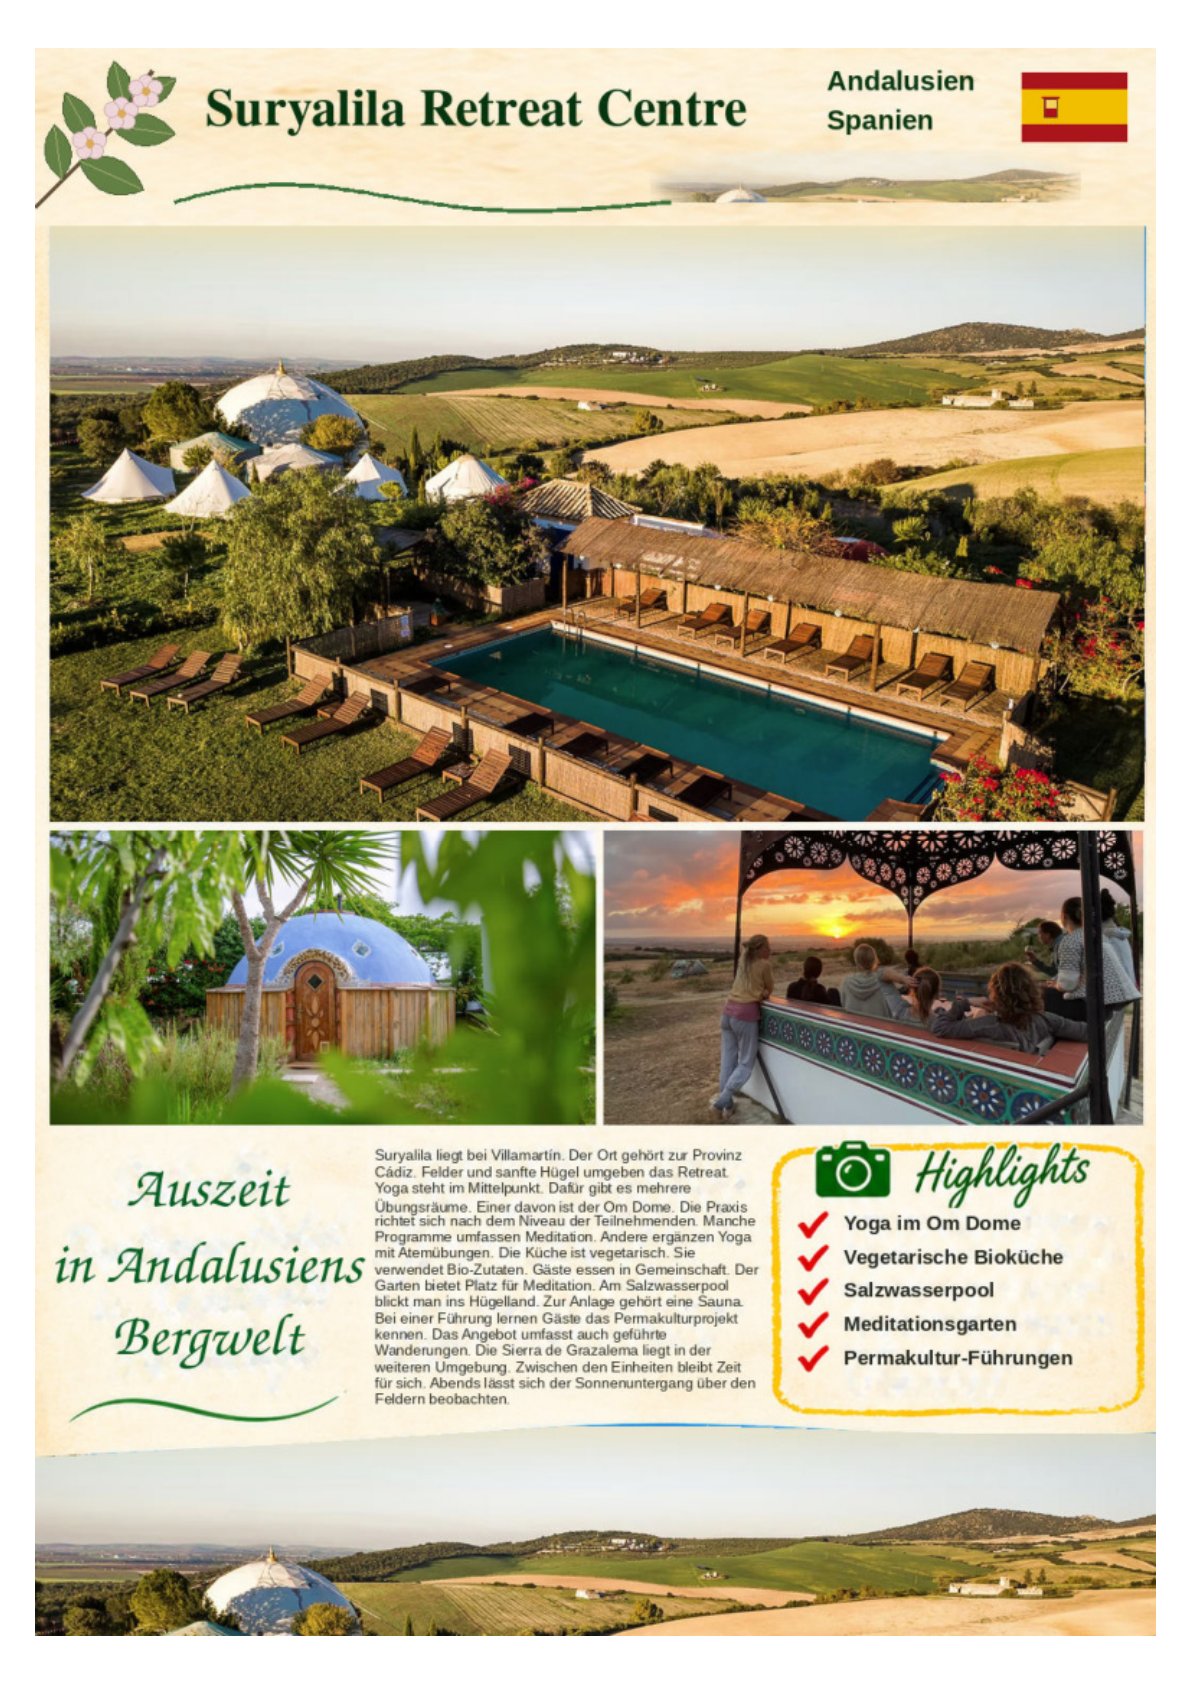 Suryalila Retreat Centre
Andalusien
Spanien
Auszeit
in Andalusiens
Bergwelt
Suryalila liegt bei Villamartín. Der Ort gehört zur Provinz
Cádiz. Felder und sanfte Hügel umgeben das Retreat.
Yoga steht im Mittelpunkt. Dafür gibt es mehrere
Übungsräume. Einer davon ist der Om Dome. Die Praxis
richtet sich nach dem Niveau der Teilnehmenden. Manche
Programme umfassen Meditation. Andere ergänzen Yoga
mit Atemübungen. Die Küche ist vegetarisch. Sie
verwendet Bio-Zutaten. Gäste essen in Gemeinschaft. Der
Garten bietet Platz für Meditation. Am Salzwasserpool
blickt man ins Hügelland. Zur Anlage gehört eine Sauna.
Bei einer Führung lernen Gäste das Permakulturprojekt
kennen. Das Angebot umfasst auch geführte
Wanderungen. Die Sierra de Grazalema liegt in der
weiteren Umgebung. Zwischen den Einheiten bleibt Zeit
für sich. Abends lässt sich der Sonnenuntergang über den
Feldern beobachten.
Highlights
Yoga im Om Dome
Vegetarische Bioküche
Salzwasserpool
Meditationsgarten
Permakultur-Führungen